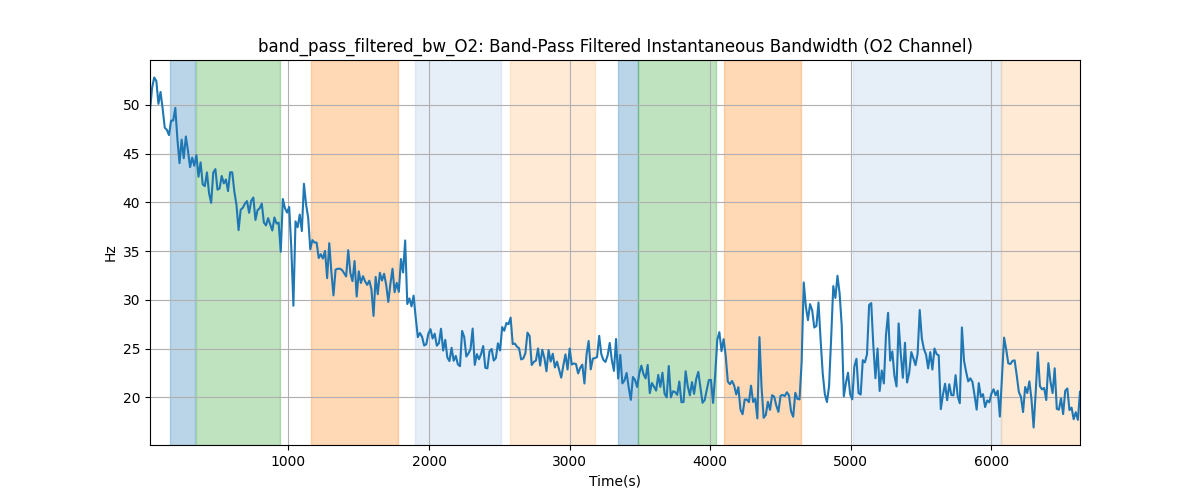 band_pass_filtered_bw_O2: Band-Pass Filtered Instantaneous Bandwidth (O2 Channel)
50
45
40
35
30
25
20
Hz
1000 2000 3000 4000 5000 6000
Time(s)